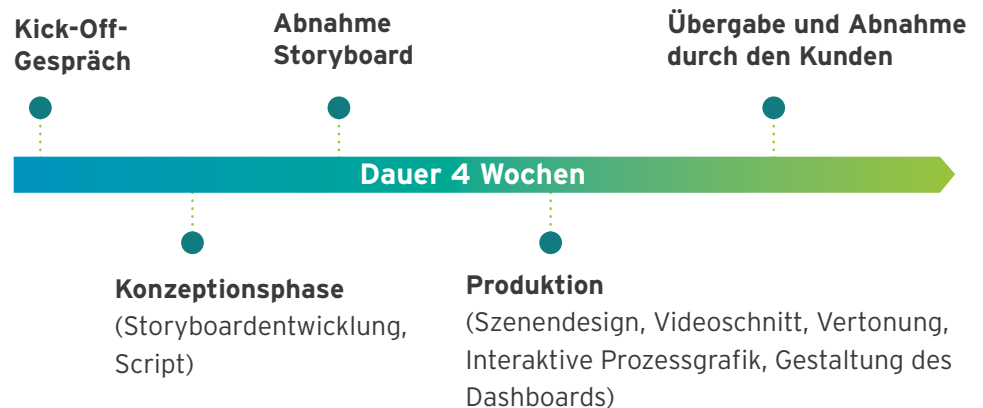 Kick-Off-
Gespräch
Abnahme
Storyboard
Übergabe und Abnahme
durch den Kunden
Dauer 4 Wochen
Konzeptionsphase
(Storyboardentwicklung,
Script)
Produktion
(Szenendesign, Videoschnitt, Vertonung,
Interaktive Prozessgrafik, Gestaltung des
Dashboards)